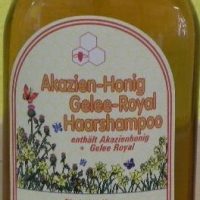 Akazien-Honig
Gelee-Royal
Haarshampoo
enthält Akazienhonig
+ Gelee Royal